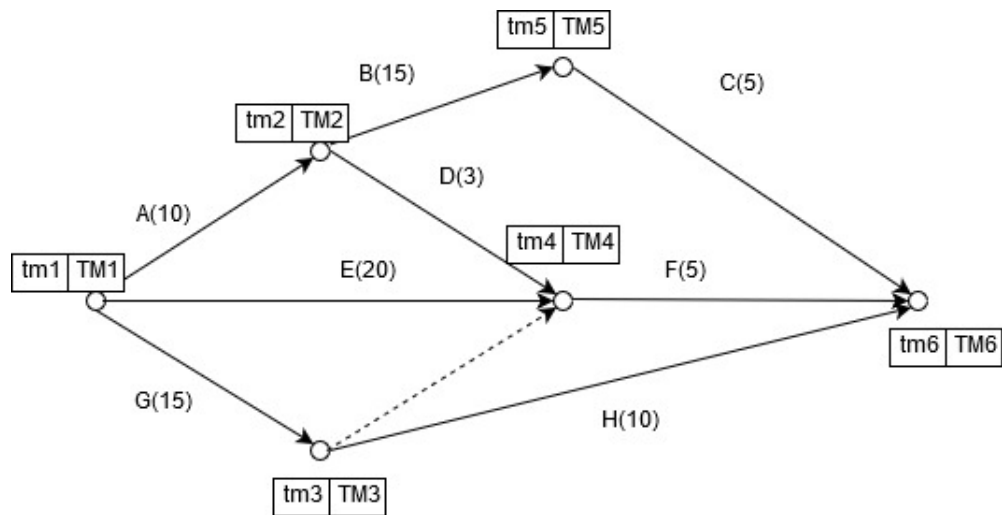 tm5 TM5
B(15)
C(5)
tm2 TM2
D(3)
A(10)
tm4 TM4
tm1 TM1
E(20)
F(5)
tm6 TM6
G(15)
H(10)
tm3 TM3